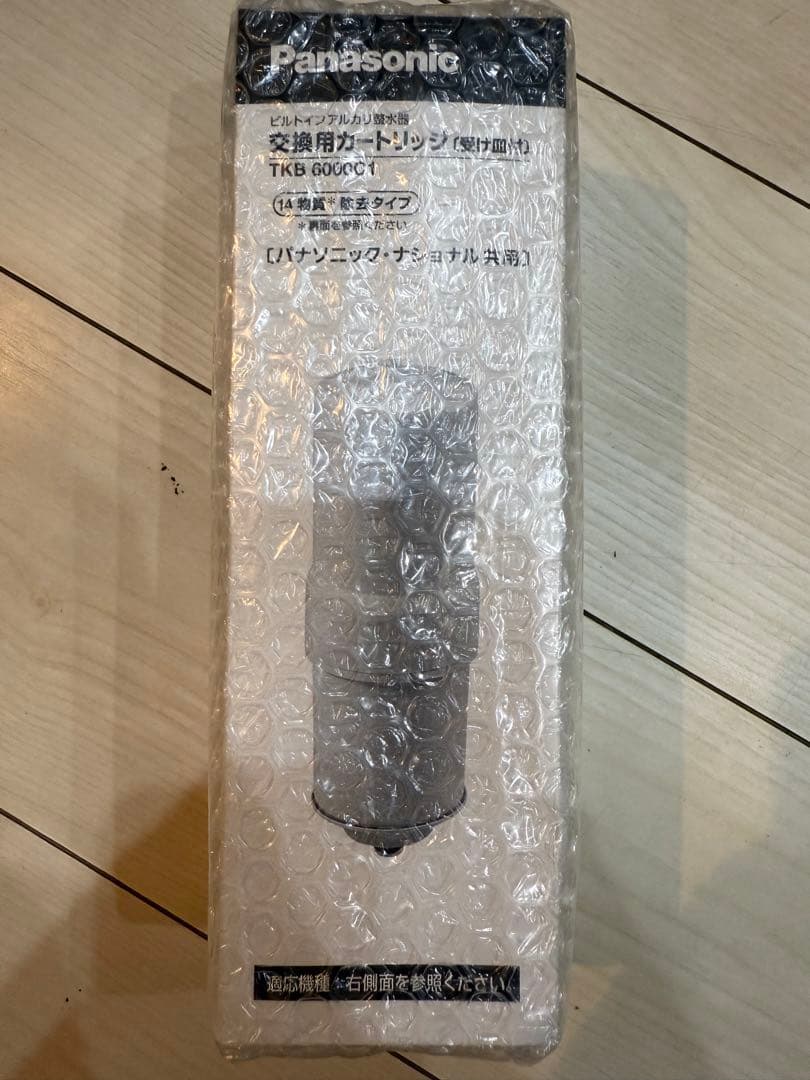 Panasonic
ビルトインアルカリ整水器
交換用カートリッジ〔受け皿付〕
TKB 6000C1
14物質* 除去タイプ
*裏面を参照ください
〔パナソニック・ナショナル共用〕
適応機種 右側面を参照ください